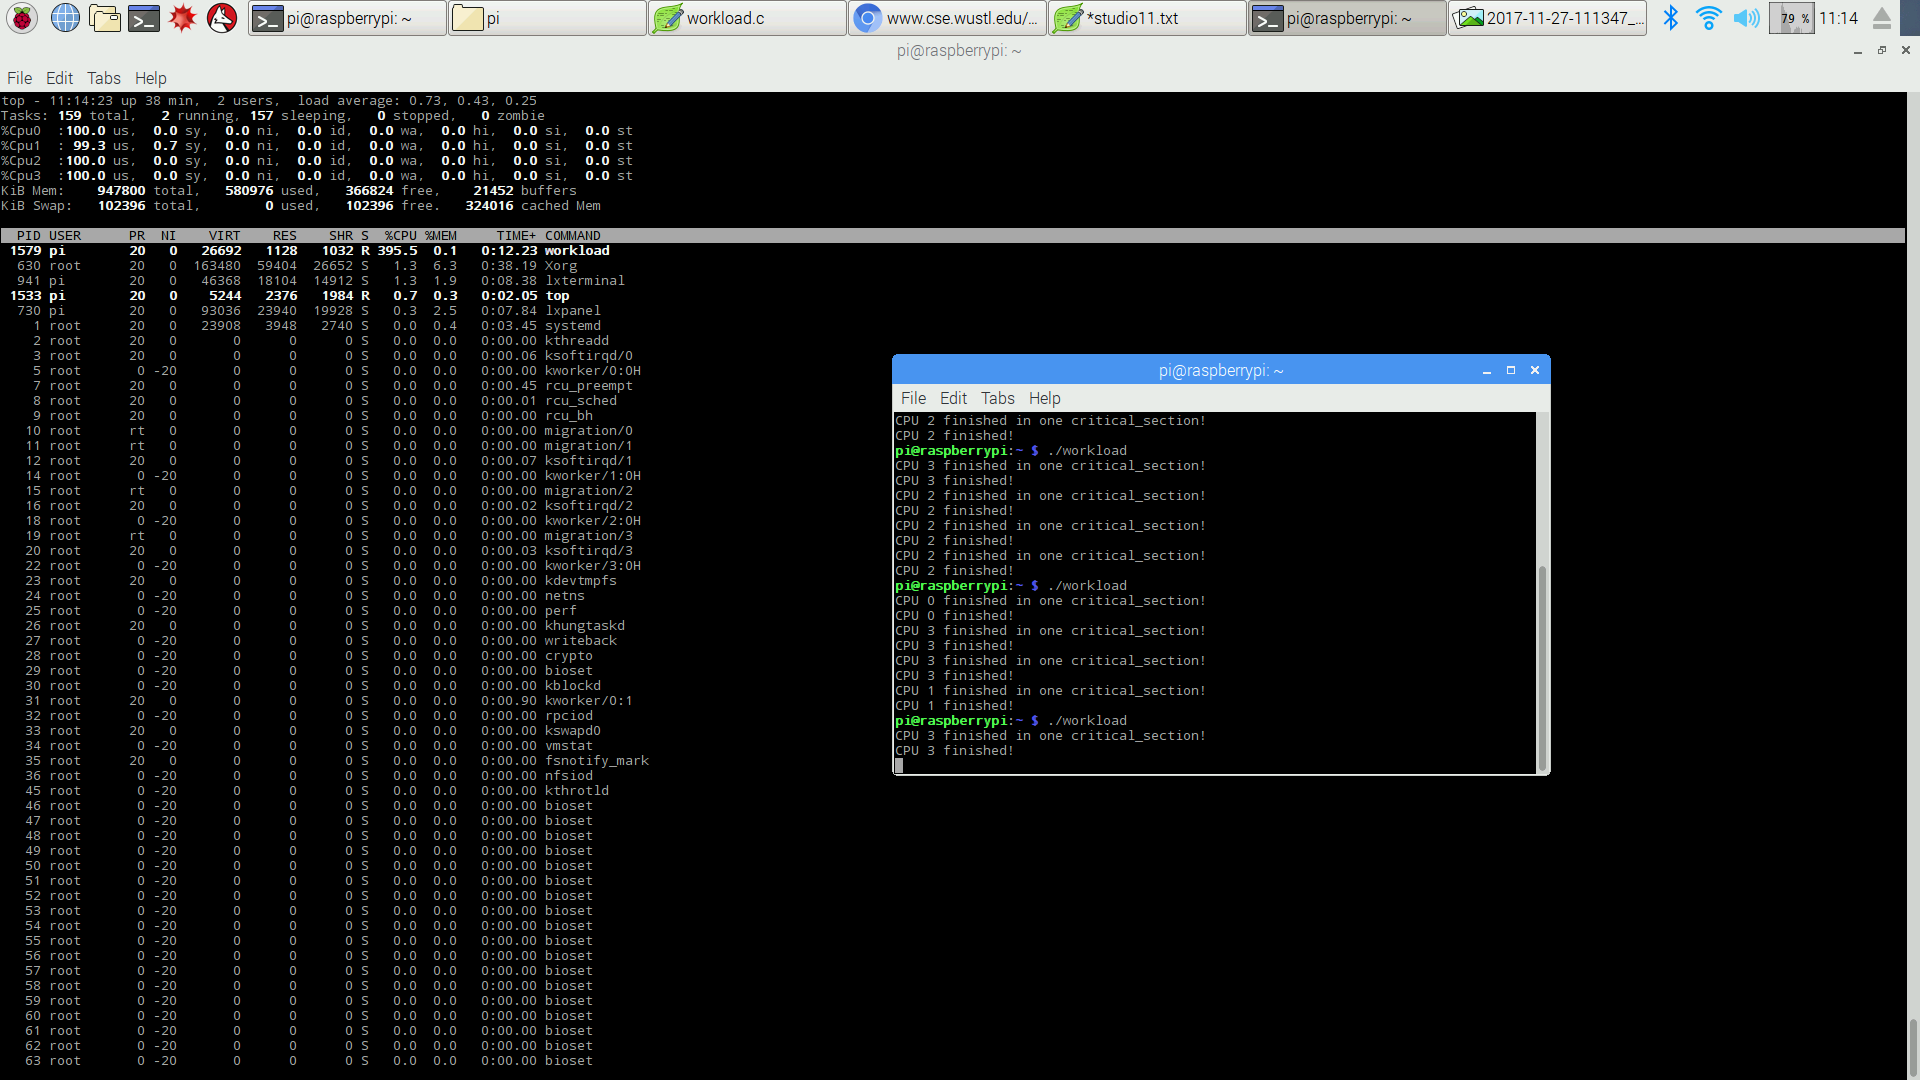 pi@raspberrypi: ~
pi
workload.c
www.cse.wustl.edu/...
*studio11.txt
pi@raspberrypi: ~
2017-11-27-111347_...
79 %
11:14
pi@raspberrypi: ~
File Edit Tabs Help
top - 11:14:23 up 38 min, 2 users, load average: 0.73, 0.43, 0.25
Tasks: 159 total, 2 running, 157 sleeping, 0 stopped, 0 zombie
%Cpu0 :100.0 us, 0.0 sy, 0.0 ni, 0.0 id, 0.0 wa, 0.0 hi, 0.0 si, 0.0 st
%Cpu1 : 99.3 us, 0.7 sy, 0.0 ni, 0.0 id, 0.0 wa, 0.0 hi, 0.0 si, 0.0 st
%Cpu2 :100.0 us, 0.0 sy, 0.0 ni, 0.0 id, 0.0 wa, 0.0 hi, 0.0 si, 0.0 st
%Cpu3 :100.0 us, 0.0 sy, 0.0 ni, 0.0 id, 0.0 wa, 0.0 hi, 0.0 si, 0.0 st
KiB Mem: 947800 total, 580976 used, 366824 free, 21452 buffers
KiB Swap: 102396 total, 0 used, 102396 free. 324016 cached Mem
PID USER PR NI VIRT RES SHR S %CPU %MEM TIME+ COMMAND
1579 pi 20 0 26692 1128 1032 R 395.5 0.1 0:12.23 workload
630 root 20 0 163480 59404 26652 S 1.3 6.3 0:38.19 Xorg
941 pi 20 0 46368 18104 14912 S 1.3 1.9 0:08.38 lxterminal
1533 pi 20 0 5244 2376 1984 R 0.7 0.3 0:02.05 top
730 pi 20 0 93036 23940 19928 S 0.3 2.5 0:07.84 lxpanel
1 root 20 0 23908 3948 2740 S 0.0 0.4 0:03.45 systemd
2 root 20 0 0 0 0 S 0.0 0.0 0:00.00 kthreadd
3 root 20 0 0 0 0 S 0.0 0.0 0:00.06 ksoftirqd/0
5 root 0 -20 0 0 0 S 0.0 0.0 0:00.00 kworker/0:0H
7 root 20 0 0 0 0 S 0.0 0.0 0:00.45 rcu_preempt
8 root 20 0 0 0 0 S 0.0 0.0 0:00.01 rcu_sched
9 root 20 0 0 0 0 S 0.0 0.0 0:00.00 rcu_bh
10 root rt 0 0 0 0 S 0.0 0.0 0:00.00 migration/0
11 root rt 0 0 0 0 S 0.0 0.0 0:00.00 migration/1
12 root 20 0 0 0 0 S 0.0 0.0 0:00.07 ksoftirqd/1
14 root 0 -20 0 0 0 S 0.0 0.0 0:00.00 kworker/1:0H
15 root rt 0 0 0 0 S 0.0 0.0 0:00.00 migration/2
16 root 20 0 0 0 0 S 0.0 0.0 0:00.02 ksoftirqd/2
18 root 0 -20 0 0 0 S 0.0 0.0 0:00.00 kworker/2:0H
19 root rt 0 0 0 0 S 0.0 0.0 0:00.00 migration/3
20 root 20 0 0 0 0 S 0.0 0.0 0:00.03 ksoftirqd/3
22 root 0 -20 0 0 0 S 0.0 0.0 0:00.00 kworker/3:0H
23 root 20 0 0 0 0 S 0.0 0.0 0:00.00 kdevtmpfs
24 root 0 -20 0 0 0 S 0.0 0.0 0:00.00 netns
25 root 0 -20 0 0 0 S 0.0 0.0 0:00.00 perf
26 root 20 0 0 0 0 S 0.0 0.0 0:00.00 khungtaskd
27 root 0 -20 0 0 0 S 0.0 0.0 0:00.00 writeback
28 root 0 -20 0 0 0 S 0.0 0.0 0:00.00 crypto
29 root 0 -20 0 0 0 S 0.0 0.0 0:00.00 bioset
30 root 0 -20 0 0 0 S 0.0 0.0 0:00.00 kblockd
31 root 20 0 0 0 0 S 0.0 0.0 0:00.90 kworker/0:1
32 root 0 -20 0 0 0 S 0.0 0.0 0:00.00 rpciod
33 root 20 0 0 0 0 S 0.0 0.0 0:00.00 kswapd0
34 root 0 -20 0 0 0 S 0.0 0.0 0:00.00 vmstat
35 root 20 0 0 0 0 S 0.0 0.0 0:00.00 fsnotify_mark
36 root 0 -20 0 0 0 S 0.0 0.0 0:00.00 nfsiod
45 root 0 -20 0 0 0 S 0.0 0.0 0:00.00 kthrotld
46 root 0 -20 0 0 0 S 0.0 0.0 0:00.00 bioset
47 root 0 -20 0 0 0 S 0.0 0.0 0:00.00 bioset
48 root 0 -20 0 0 0 S 0.0 0.0 0:00.00 bioset
49 root 0 -20 0 0 0 S 0.0 0.0 0:00.00 bioset
50 root 0 -20 0 0 0 S 0.0 0.0 0:00.00 bioset
51 root 0 -20 0 0 0 S 0.0 0.0 0:00.00 bioset
52 root 0 -20 0 0 0 S 0.0 0.0 0:00.00 bioset
53 root 0 -20 0 0 0 S 0.0 0.0 0:00.00 bioset
54 root 0 -20 0 0 0 S 0.0 0.0 0:00.00 bioset
55 root 0 -20 0 0 0 S 0.0 0.0 0:00.00 bioset
56 root 0 -20 0 0 0 S 0.0 0.0 0:00.00 bioset
57 root 0 -20 0 0 0 S 0.0 0.0 0:00.00 bioset
58 root 0 -20 0 0 0 S 0.0 0.0 0:00.00 bioset
59 root 0 -20 0 0 0 S 0.0 0.0 0:00.00 bioset
60 root 0 -20 0 0 0 S 0.0 0.0 0:00.00 bioset
61 root 0 -20 0 0 0 S 0.0 0.0 0:00.00 bioset
62 root 0 -20 0 0 0 S 0.0 0.0 0:00.00 bioset
63 root 0 -20 0 0 0 S 0.0 0.0 0:00.00 bioset
pi@raspberrypi: ~
File Edit Tabs Help
CPU 2 finished in one critical_section!
CPU 2 finished!
pi@raspberrypi:~ $ ./workload
CPU 3 finished in one critical_section!
CPU 3 finished!
CPU 2 finished in one critical_section!
CPU 2 finished!
CPU 2 finished in one critical_section!
CPU 2 finished!
CPU 2 finished in one critical_section!
CPU 2 finished!
pi@raspberrypi:~ $ ./workload
CPU 0 finished in one critical_section!
CPU 0 finished!
CPU 3 finished in one critical_section!
CPU 3 finished!
CPU 3 finished in one critical_section!
CPU 3 finished!
CPU 1 finished in one critical_section!
CPU 1 finished!
pi@raspberrypi:~ $ ./workload
CPU 3 finished in one critical_section!
CPU 3 finished!